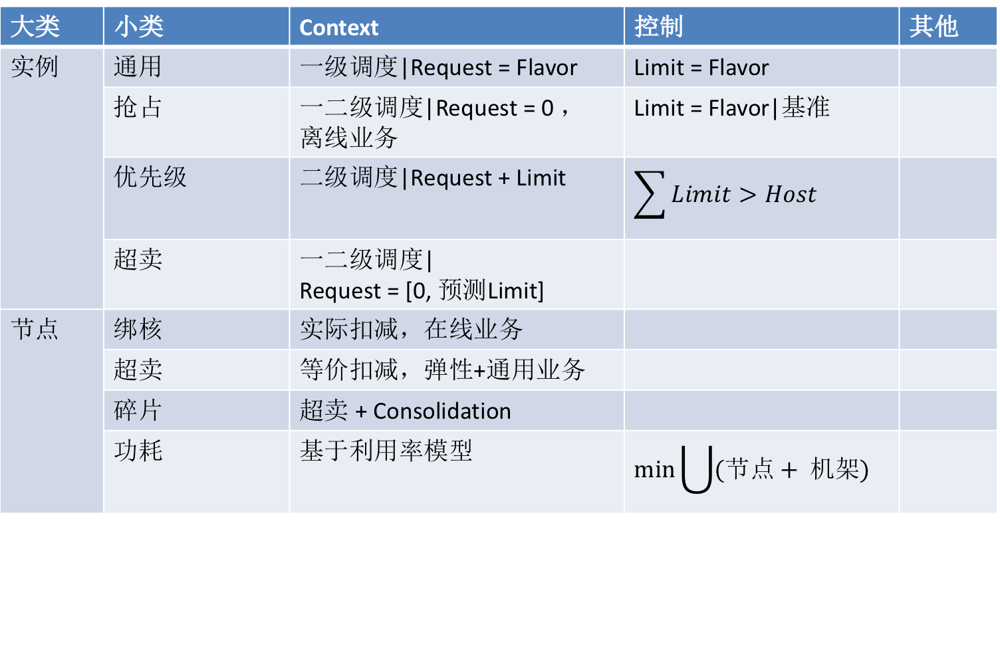 大类 小类 Context 控制 其他
实例 通用 一级调度|Request = Flavor Limit = Flavor
抢占 一二级调度|Request = 0， Limit = Flavor|基准
离线业务
优先级 二级调度|Request + Limit
∑ Limit > Host
超卖 一二级调度|
Request = [0, 预测Limit]
节点 绑核 实际扣减，在线业务
超卖 等价扣减，弹性+通用业务
碎片 超卖 + Consolidation
功耗 基于利用率模型
min ⋃(节点 + 机架)